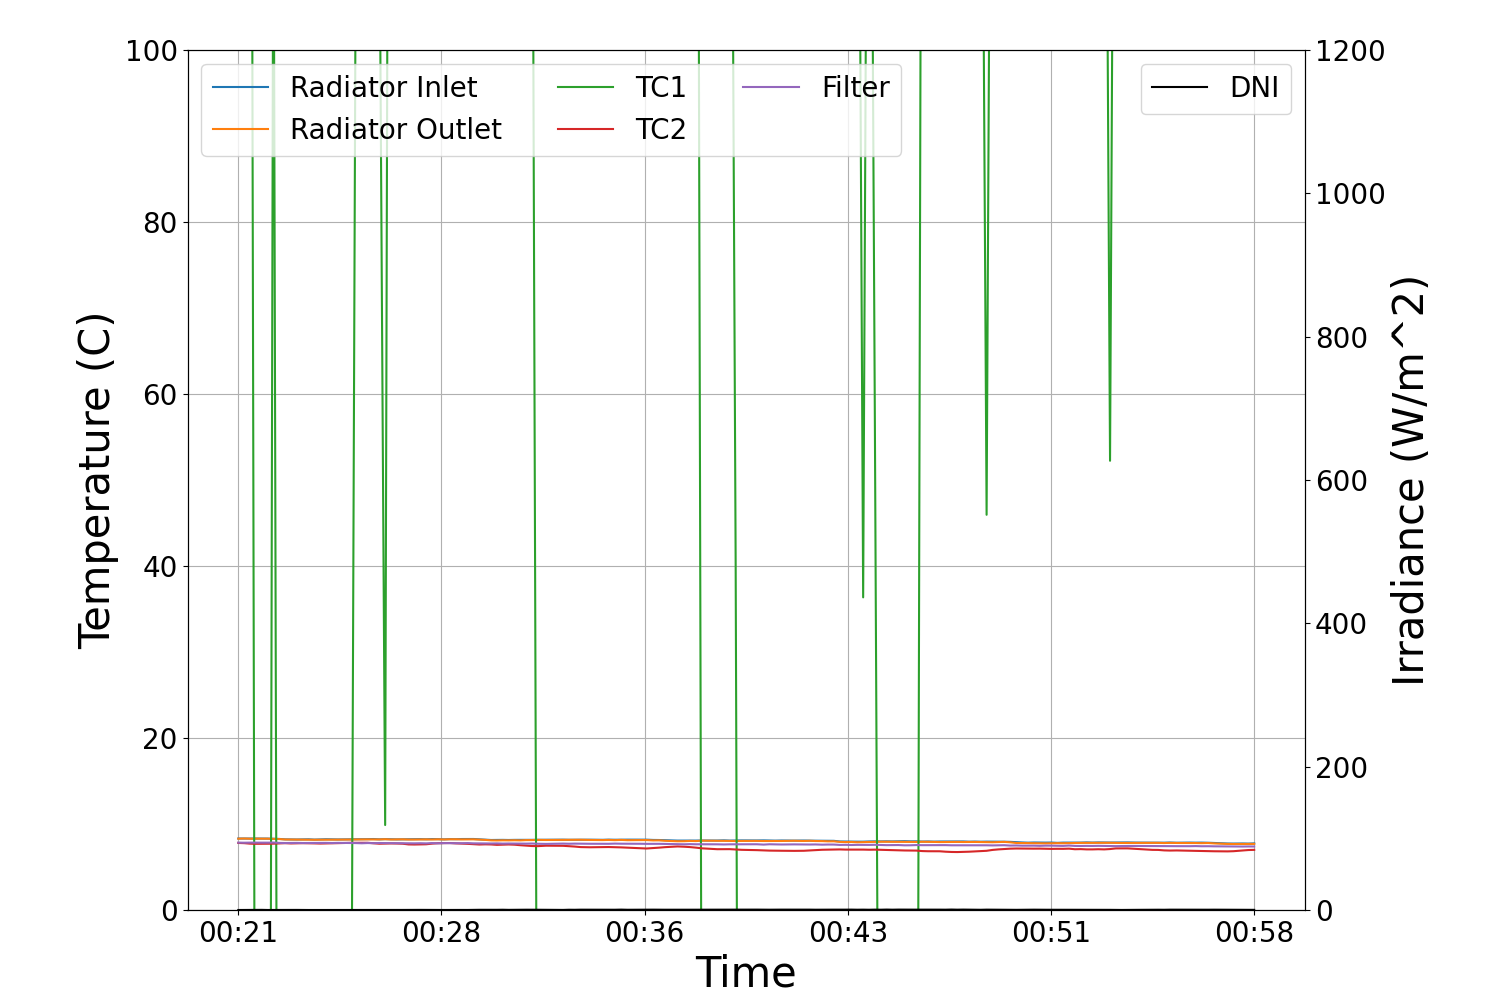 100
80
60
40
20
0
Temperature (C)
Radiator Inlet
Radiator Outlet
TC1
TC2
Filter
DNI
1200
1000
800
600
400
200
0
Irradiance (W/m^2)
00:21 00:28 00:36 00:43 00:51 00:58
Time